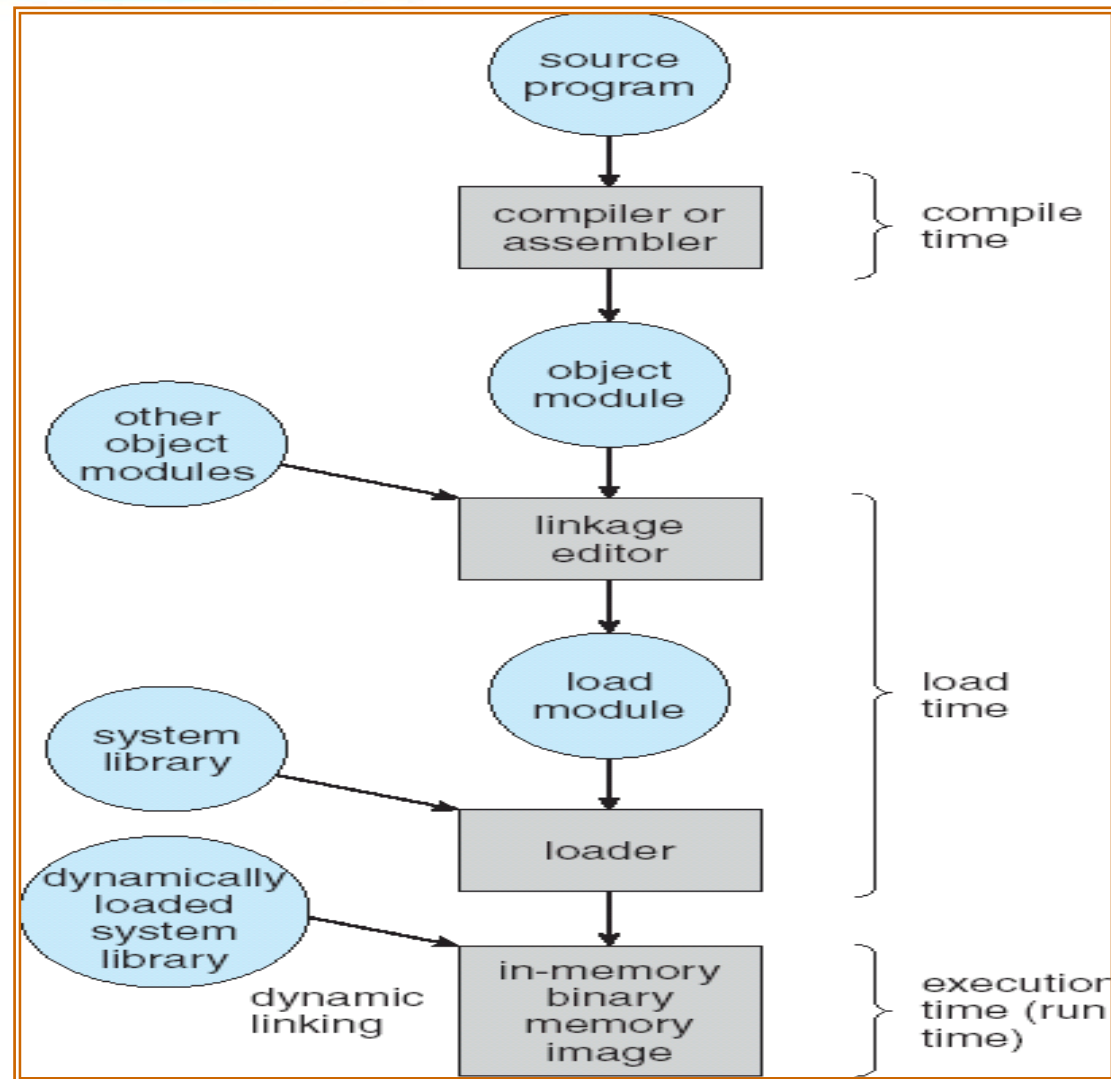 source
program
compiler or
assembler
compile
time
object
module
other
object
modules
linkage
editor
load
module
load
time
system
library
loader
dynamically
loaded
system
library
dynamic
linking
in-memory
binary
memory
image
execution
time (run
time)